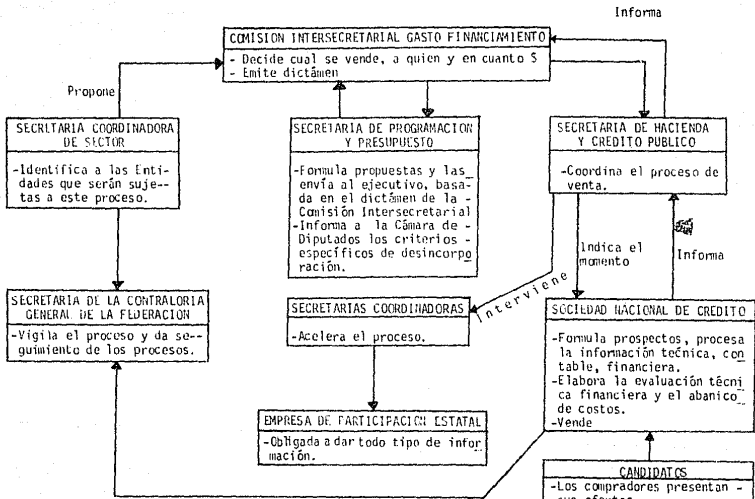 Informa
COMISION INTERSECRETARIAL GASTO FINANCIAMIENTO
- Decide cual se vende, a quien y en cuanto $
- Emite dictámen
Propone
SECRETARIA COORDINADORA
DE SECTOR
-Identifica a las Enti-
dades que serán suje--
tas a este proceso.
SECRETARIA DE PROGRAMACION
Y PRESUPUESTO
-Formula propuestas y las
envía al ejecutivo, basa-
da en el dictámen de la -
Comisión Intersecretarial
-Informa a la Cámara de -
Diputados los criterios -
específicos de desincorpo
ración.
SECRETARIA DE HACIENDA
Y CREDITO PUBLICO
-Coordina el proceso de
venta.
Indica el
momento
Informa
Interviene
SECRETARIA DE LA CONTRALORIA
GENERAL DE LA FEDERACION
-Vigila el proceso y da se--
guimiento de los procesos.
SECRETARIAS COORDINADORAS
-Acelera el proceso.
SOCIEDAD NACIONAL DE CREDITO
-Formula prospectos, procesa
la información tecnica, con
table, financiera.
-Elabora la evaluación técni
ca financiera y el abanico
de costos.
-Vende
EMPRESA DE PARTICIPACION ESTATAL
-Obligada a dar todo tipo de infor
mación.
CANDIDATOS
-Los compradores presentan -